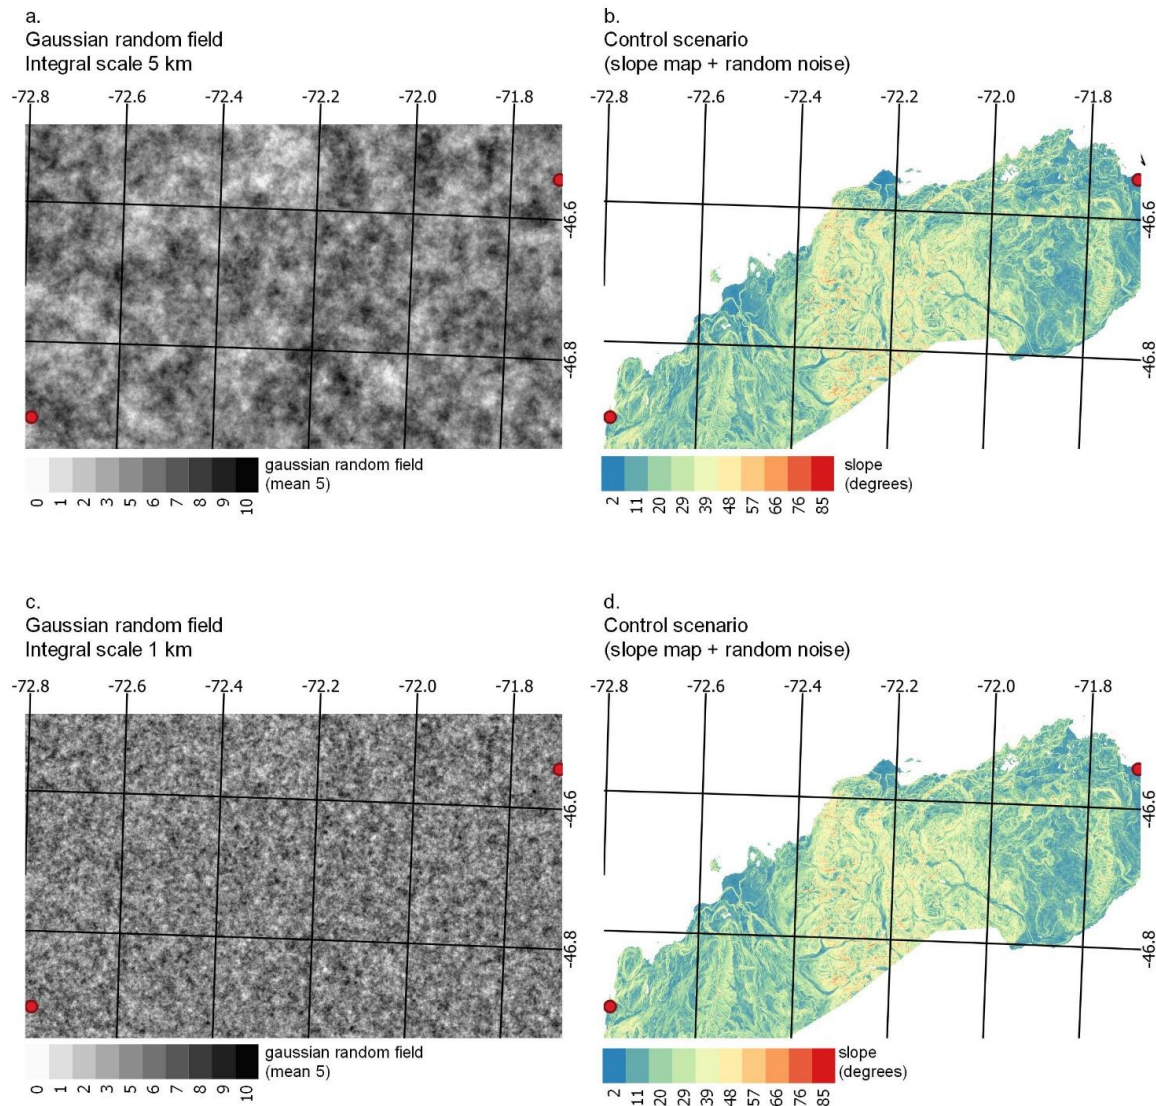 a.
Gaussian random field
Integral scale 5 km
-72.8 -72.6 -72.4 -72.2 -72.0 -71.8
-46.6
-46.8
gaussian random field
(mean 5)
0 1 2 3 5 6 7 8 9 10
b.
Control scenario
(slope map + random noise)
-72.8 -72.6 -72.4 -72.2 -72.0 -71.8
-46.6
-46.8
slope
(degrees)
2 11 20 29 39 48 57 66 76 85
c.
Gaussian random field
Integral scale 1 km
-72.8 -72.6 -72.4 -72.2 -72.0 -71.8
-46.6
-46.8
gaussian random field
(mean 5)
0 1 2 3 5 6 7 8 9 10
d.
Control scenario
(slope map + random noise)
-72.8 -72.6 -72.4 -72.2 -72.0 -71.8
-46.6
-46.8
slope
(degrees)
2 11 20 29 39 48 57 66 76 85